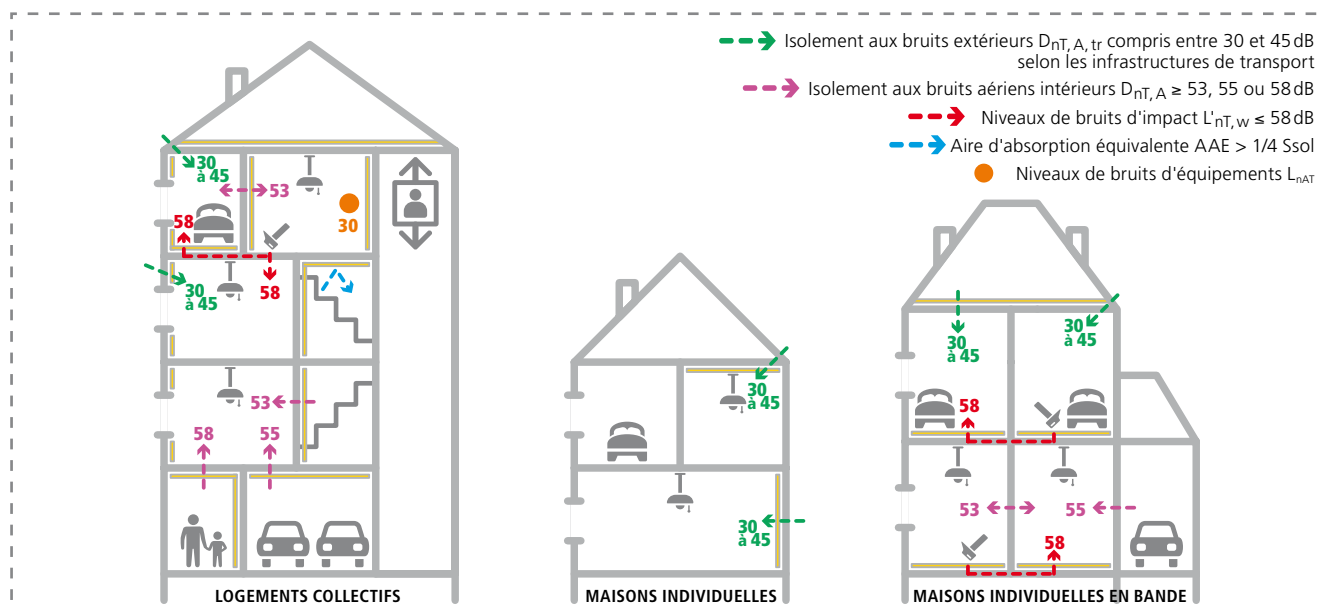 Isolement aux bruits extérieurs DnT, A, tr compris entre 30 et 45 dB
selon les infrastructures de transport
Isolement aux bruits aériens intérieurs DnT, A ≥ 53, 55 ou 58 dB
Niveaux de bruits d'impact L'nT, w ≤ 58 dB
Aire d'absorption équivalente AAE > 1/4 Ssol
Niveaux de bruits d'équipements LnAT
30
à 45
53
30
58
58
30
à 45
53
58
55
LOGEMENTS COLLECTIFS
30
à 45
30
à 45
MAISONS INDIVIDUELLES
30
à 45
30
à 45
58
53
55
58
MAISONS INDIVIDUELLES EN BANDE